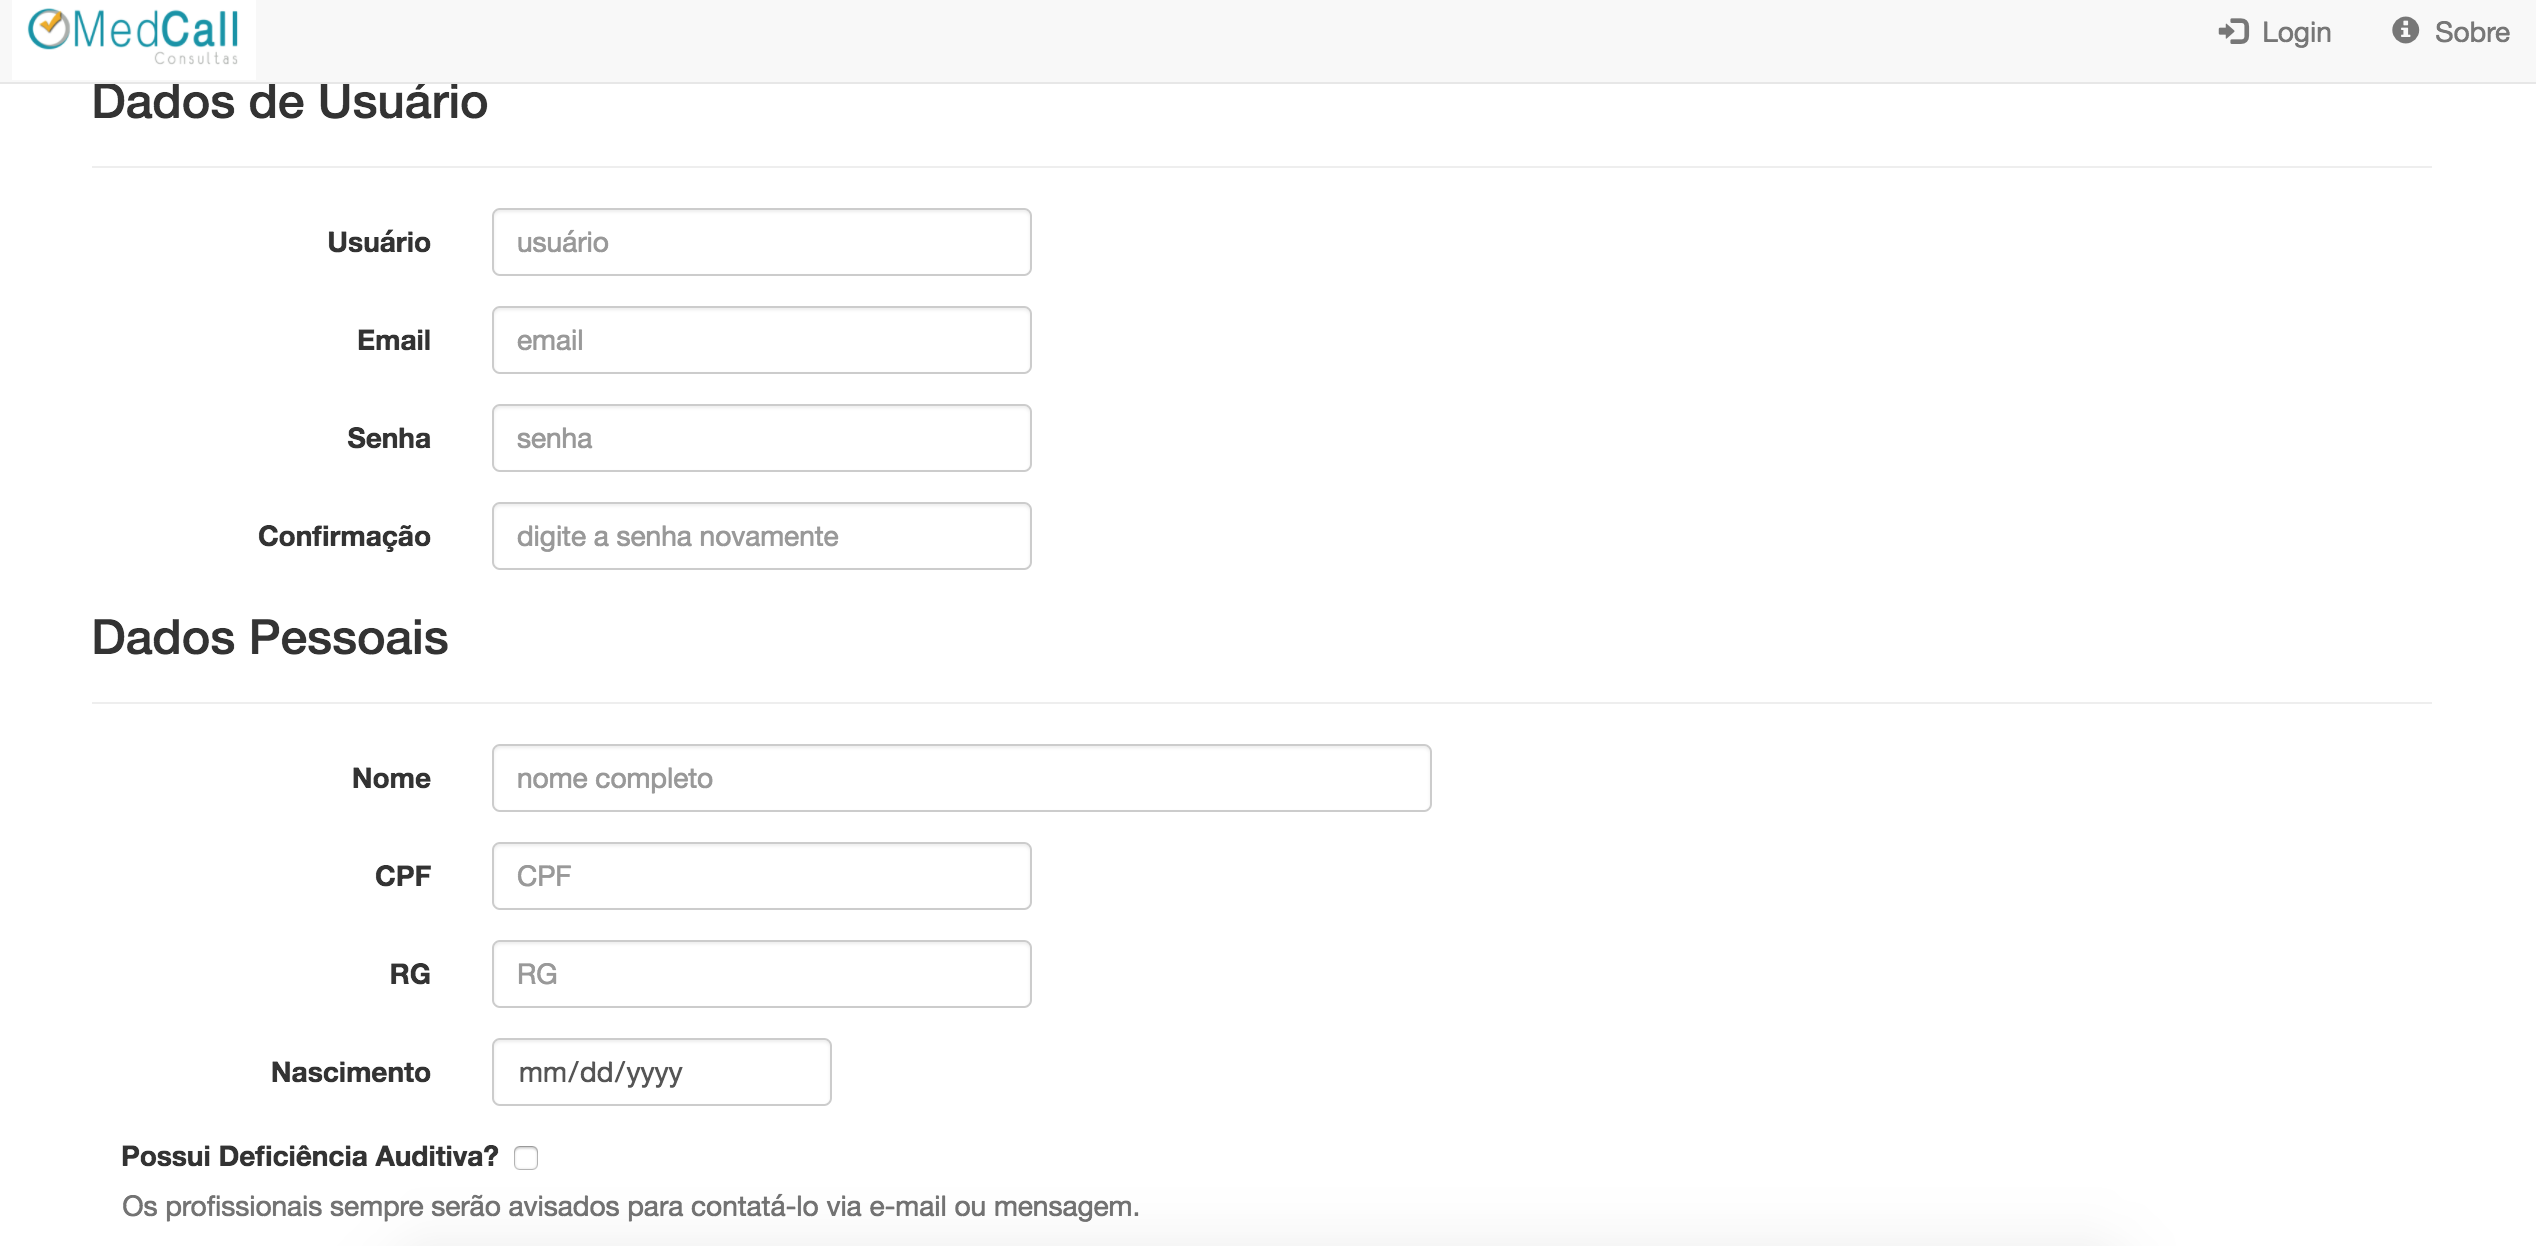 MedCall
Consultas
Login
Sobre
Dados de Usuário
Usuário
usuário
Email
email
Senha
senha
Confirmação
digite a senha novamente
Dados Pessoais
Nome
nome completo
CPF
CPF
RG
RG
Nascimento
mm/dd/yyyy
Possui Deficiência Auditiva?
Os profissionais sempre serão avisados para contatá-lo via e-mail ou mensagem.